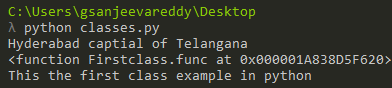 C:\Users\gsanjeevareddy\Desktop
λ python classes.py
Hyderabad captial of Telangana
<function Firstclass.func at 0x000001A838D5F620>
This the first class example in python